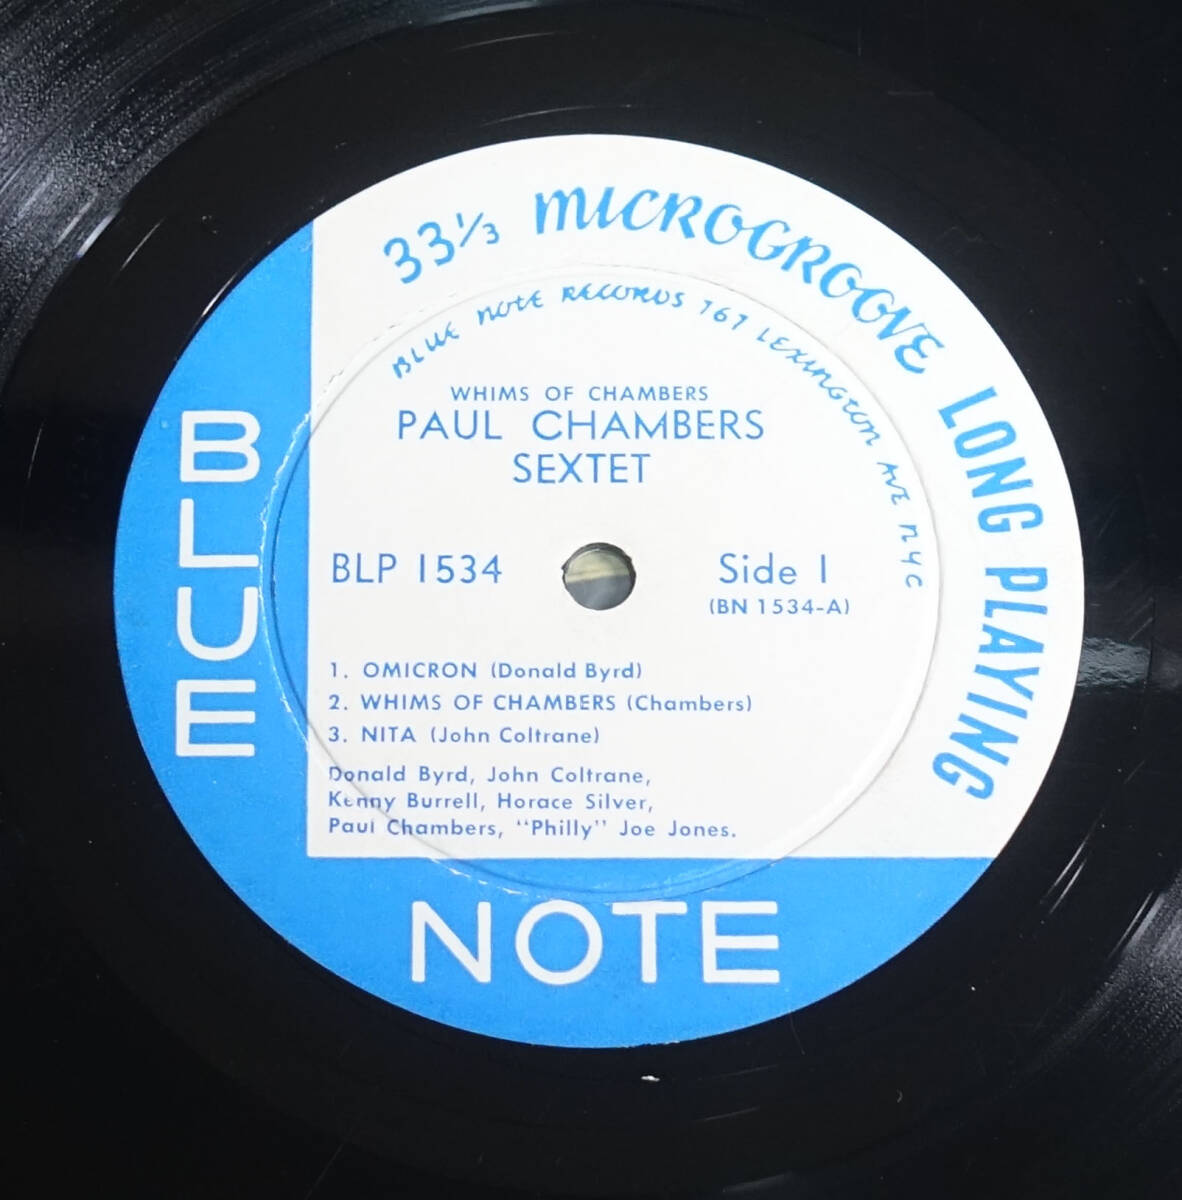 33 1/3 MICROGROOVE LONG PLAYING
BLUE NOTE RECORDS 767 LEXINGTON AVE NYC
WHIMS OF CHAMBERS
PAUL CHAMBERS
SEXTET
BLP 1534
Side 1
(BN 1534-A)
1. OMICRON (Donald Byrd)
2. WHIMS OF CHAMBERS (Chambers)
3. NITA (John Coltrane)
Donald Byrd, John Coltrane,
Kenny Burrell, Horace Silver,
Paul Chambers, "Philly" Joe Jones.
BLUE
NOTE